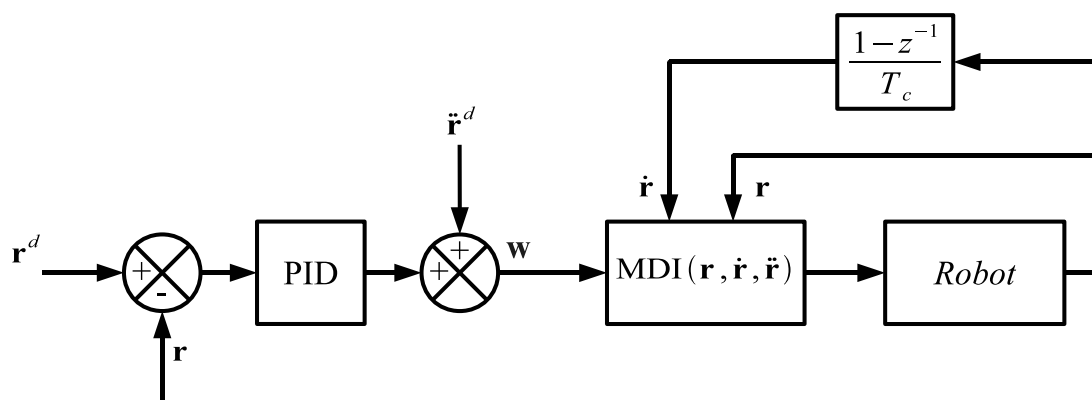 1 − z⁻¹
T_c
r̈^d
ṙ
r
r^d
+
-
PID
+
+
w
MDI(r, ṙ, r̈)
Robot
r